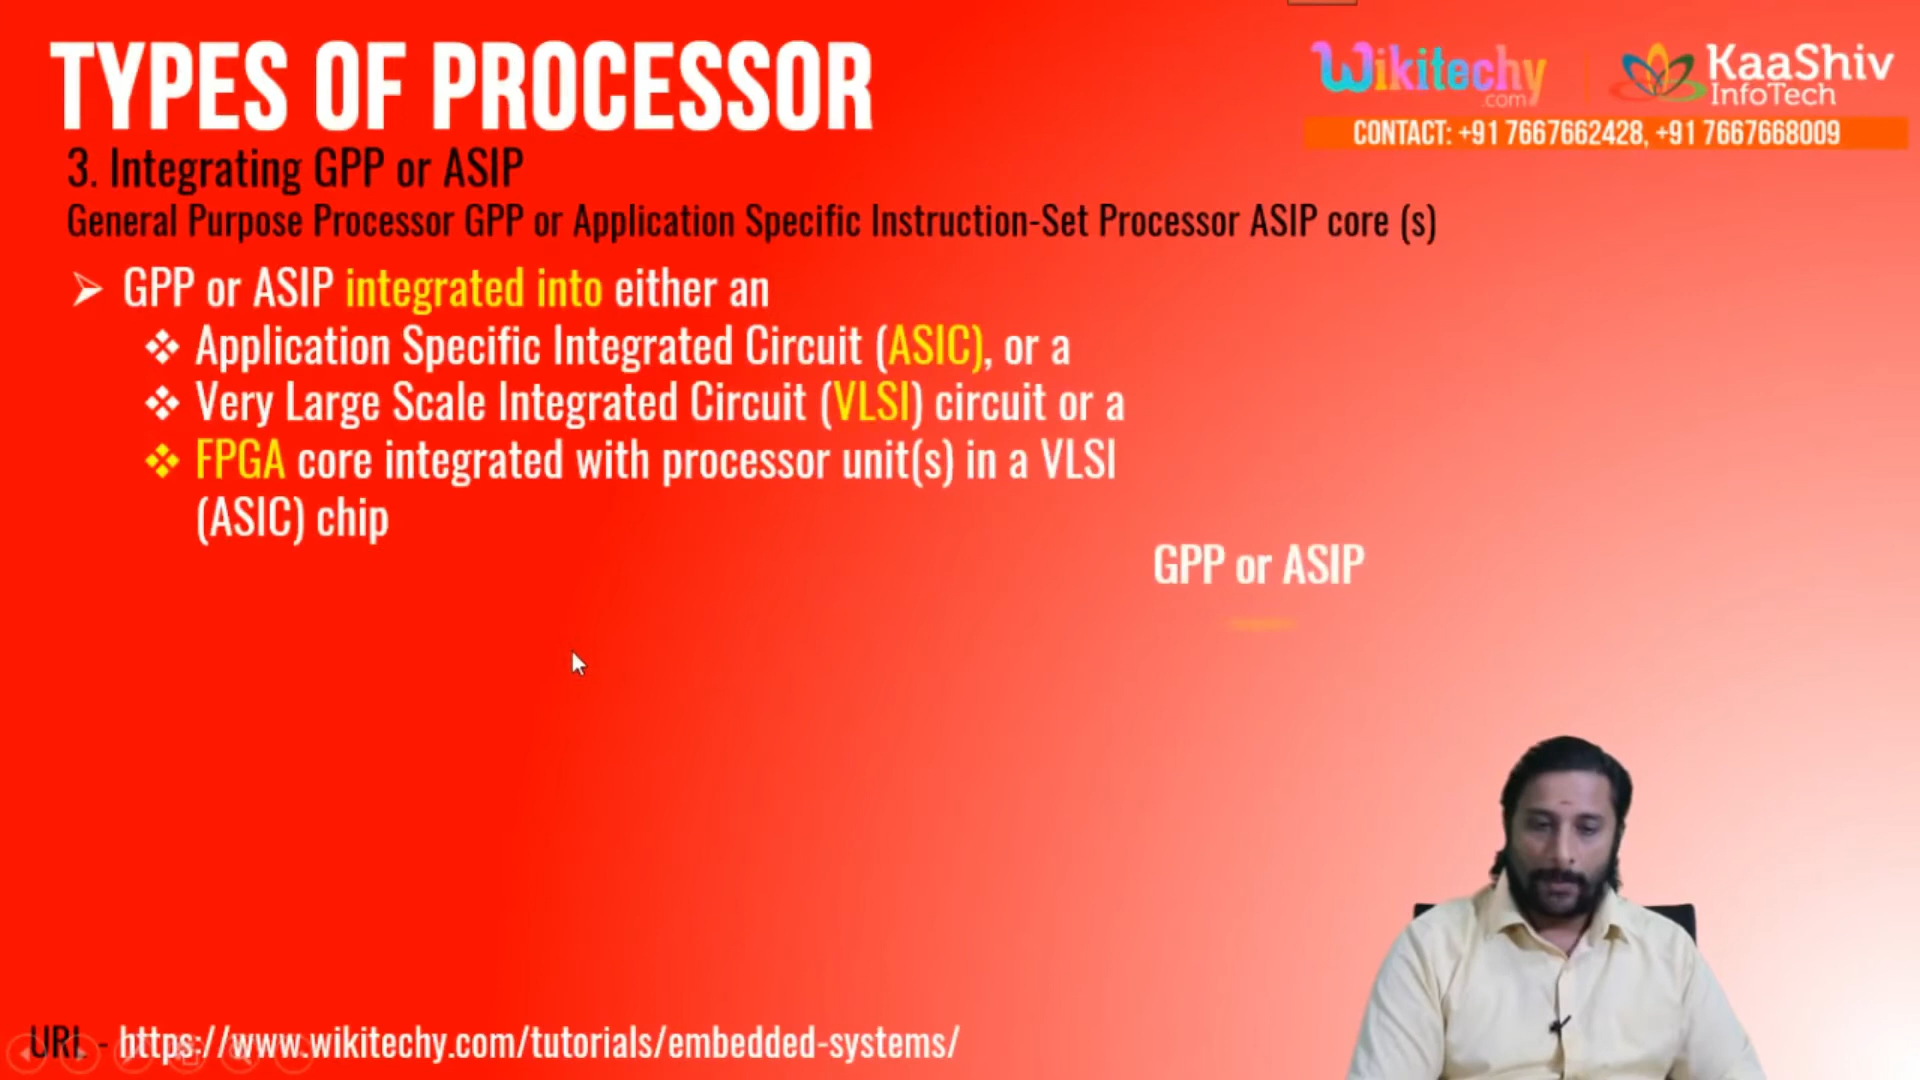 TYPES OF PROCESSOR
Wikitechy
.com
KaaShiv
InfoTech
CONTACT: +91 7667662428, +91 7667668009
3. Integrating GPP or ASIP
General Purpose Processor GPP or Application Specific Instruction-Set Processor ASIP core (s)
➢ GPP or ASIP integrated into either an
❖ Application Specific Integrated Circuit (ASIC), or a
❖ Very Large Scale Integrated Circuit (VLSI) circuit or a
❖ FPGA core integrated with processor unit(s) in a VLSI
(ASIC) chip
GPP or ASIP
URL - https://www.wikitechy.com/tutorials/embedded-systems/